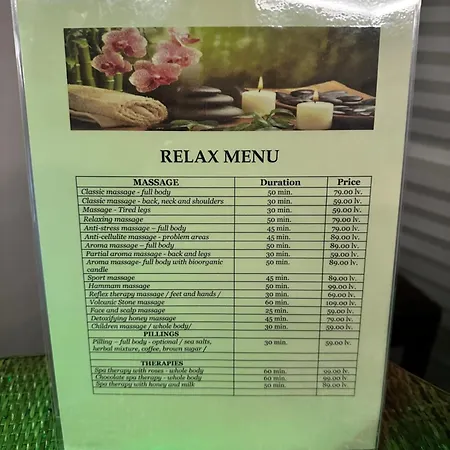 RELAX MENU
MASSAGE Duration Price
Classic massage - full body 50 min. 79.00 lv.
Classic massage - back, neck and shoulders 30 min. 59.00 lv.
Massage - Tired legs 30 min. 59.00 lv.
Relaxing massage 50 min. 79.00 lv.
Anti-stress massage – full body 45 min. 79.00 lv.
Anti-cellulite massage - problem areas 45 min. 89.00 lv.
Aroma massage – full body 50 min. 89.00 lv.
Partial aroma massage - back and legs 30 min. 59.00 lv.
Aroma massage- full body with bioorganic 50 min. 89.00 lv.
candle
Sport massage 45 min. 89.00 lv.
Hammam massage 50 min. 99.00 lv.
Reflex therapy massage / feet and hands / 30 min. 69.00 lv.
Volcanic Stone massage 60 min. 109.00 lv.
Face and scalp massage 25 min. 59.00 lv.
Detoxifying honey massage 45 min. 79.00 lv.
Children massage / whole body/ 30 min. 59.00 lv.
PILLINGS
Pilling – full body - optional / sea salts, 30 min. 59.00 lv.
herbal mixture, coffee, brown sugar /
THERAPIES
Spa therapy with roses - whole body 60 min. 99.00 lv.
Chocolate spa therapy - whole body 60 min. 99.00 lv.
Spa therapy with honey and milk 50 min. 89.00 lv.